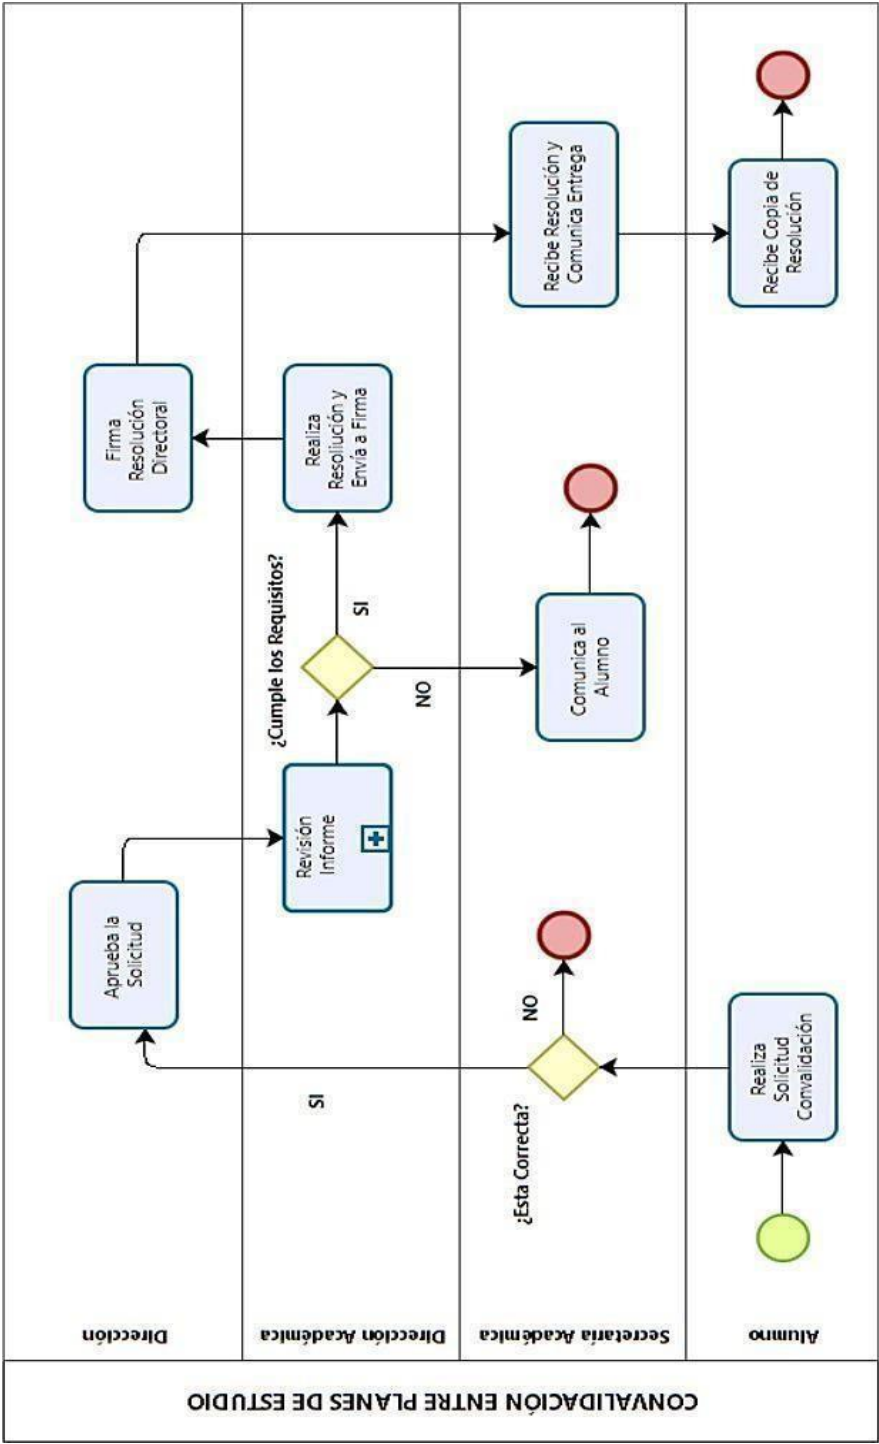 CONVALIDACIÓN ENTRE PLANES DE ESTUDIO
Dirección
Aprueba la
Solicitud
Firma
Resolución
Directoral
Dirección Académica
Revisión
Informe
¿Cumple los Requisitos?
SI
NO
Realiza
Resollución y
Envía a Firma
Secretaría Académica
¿Esta Correcta?
SI
NO
Comunica al
Alumno
Recibe Resolución y
Comunica Entrega
Alumno
Realiza
Solicitud
Convalidación
Recibe Copia de
Resolución